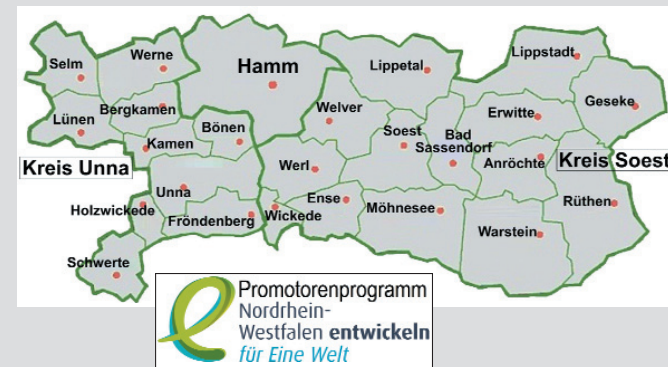 Selm
Werne
Hamm
Lippetal
Lippstadt
Lünen
Bergkamen
Bönen
Kamen
Welver
Soest
Bad
Sassendorf
Erwitte
Geseke
Kreis Unna
Unna
Werl
Anröchte
Kreis Soest
Holzwickede
Fröndenberg
Wickede
Ense
Möhnesee
Rüthen
Warstein
Schwerte
Promotorenprogramm
Nordrhein-
Westfalen entwickeln
für Eine Welt